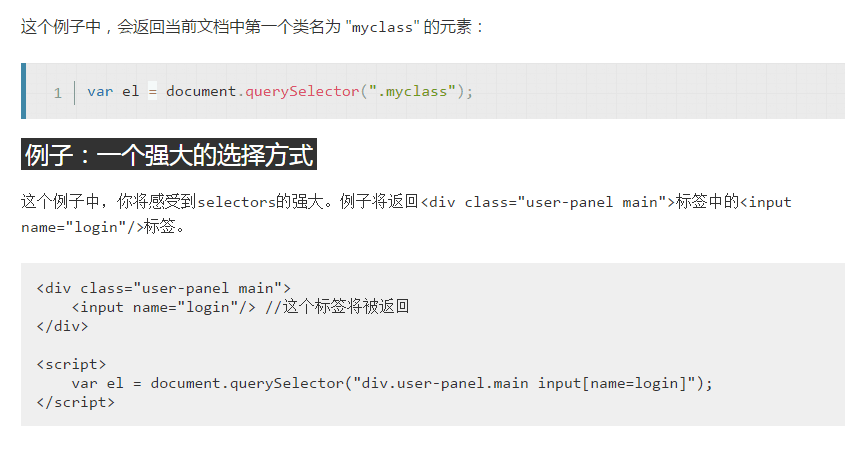 这个例子中，会返回当前文档中第一个类名为 "myclass" 的元素：
1 var el = document.querySelector(".myclass");
例子：一个强大的选择方式
这个例子中，你将感受到selectors的强大。例子将返回<div class="user-panel main">标签中的<input
name="login"/>标签。
<div class="user-panel main">
    <input name="login"/> //这个标签将被返回
</div>
<script>
    var el = document.querySelector("div.user-panel.main input[name=login]");
</script>